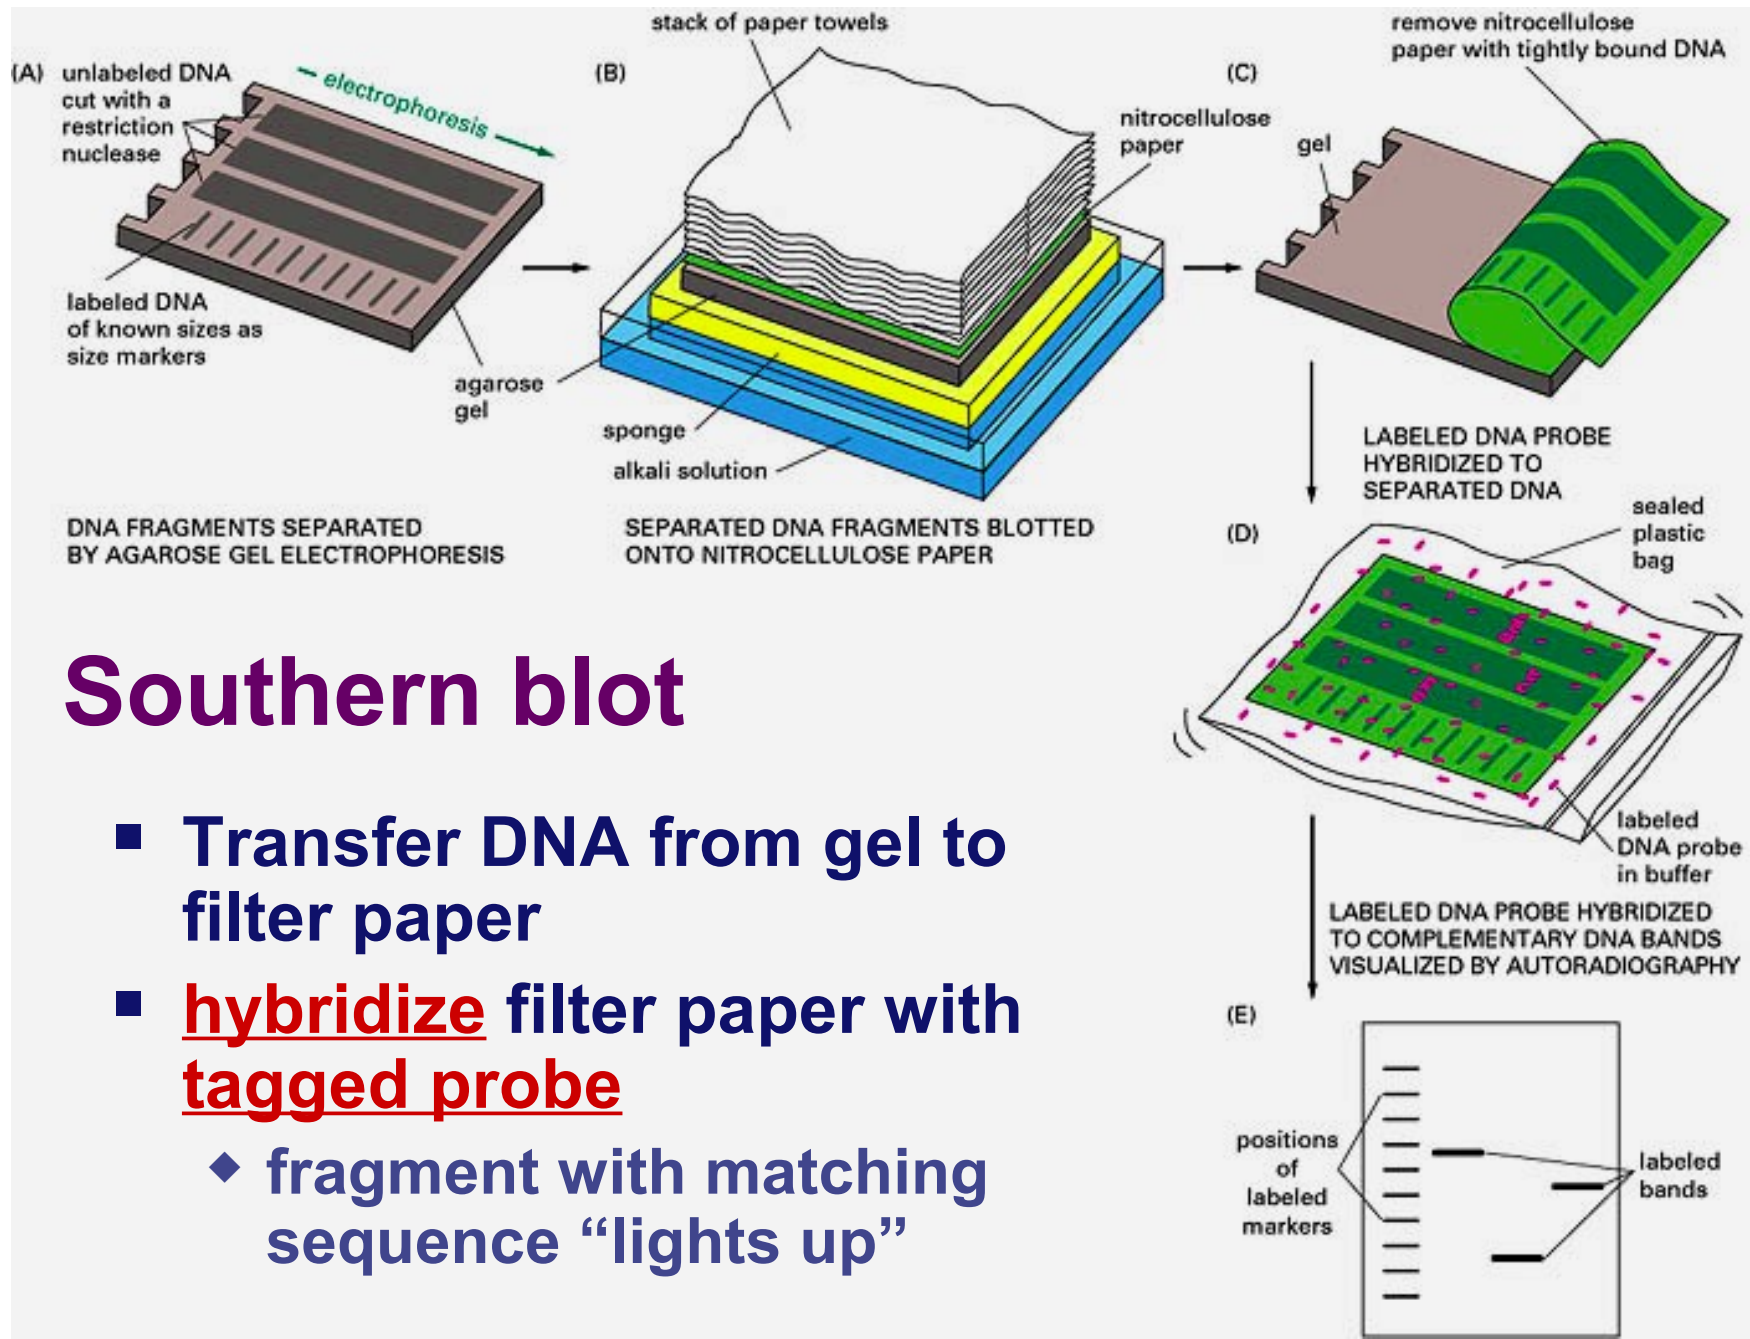 (A)
unlabeled DNA
cut with a
restriction
nuclease
electrophoresis
labeled DNA
of known sizes as
size markers
agarose
gel
DNA FRAGMENTS SEPARATED
BY AGAROSE GEL ELECTROPHORESIS
(B)
stack of paper towels
nitrocellulose
paper
sponge
alkali solution
SEPARATED DNA FRAGMENTS BLOTTED
ONTO NITROCELLULOSE PAPER
(C)
remove nitrocellulose
paper with tightly bound DNA
gel
LABELED DNA PROBE
HYBRIDIZED TO
SEPARATED DNA
(D)
sealed
plastic
bag
labeled
DNA probe
in buffer
LABELED DNA PROBE HYBRIDIZED
TO COMPLEMENTARY DNA BANDS
VISUALIZED BY AUTORADIOGRAPHY
(E)
positions
of
labeled
markers
labeled
bands
Southern blot
Transfer DNA from gel to
filter paper
hybridize filter paper with
tagged probe
fragment with matching
sequence “lights up”